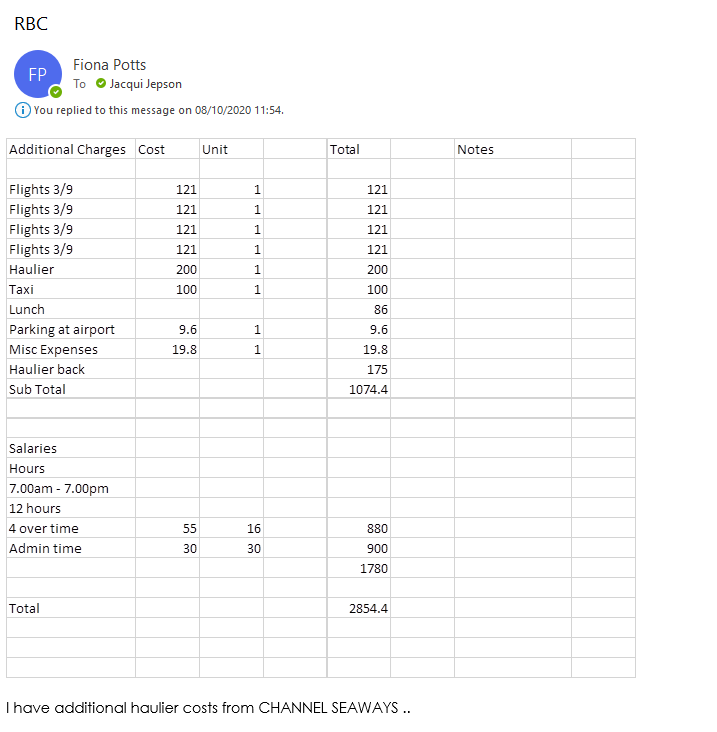 RBC
FP
Fiona Potts
To Jacqui Jepson
You replied to this message on 08/10/2020 11:54.
Additional Charges Cost Unit Total Notes
Flights 3/9 121 1 121
Flights 3/9 121 1 121
Flights 3/9 121 1 121
Flights 3/9 121 1 121
Haulier 200 1 200
Taxi 100 1 100
Lunch 86
Parking at airport 9.6 1 9.6
Misc Expenses 19.8 1 19.8
Haulier back 175
Sub Total 1074.4
Salaries
Hours
7.00am - 7.00pm
12 hours
4 over time 55 16 880
Admin time 30 30 900
1780
Total 2854.4
I have additional haulier costs from CHANNEL SEAWAYS ..